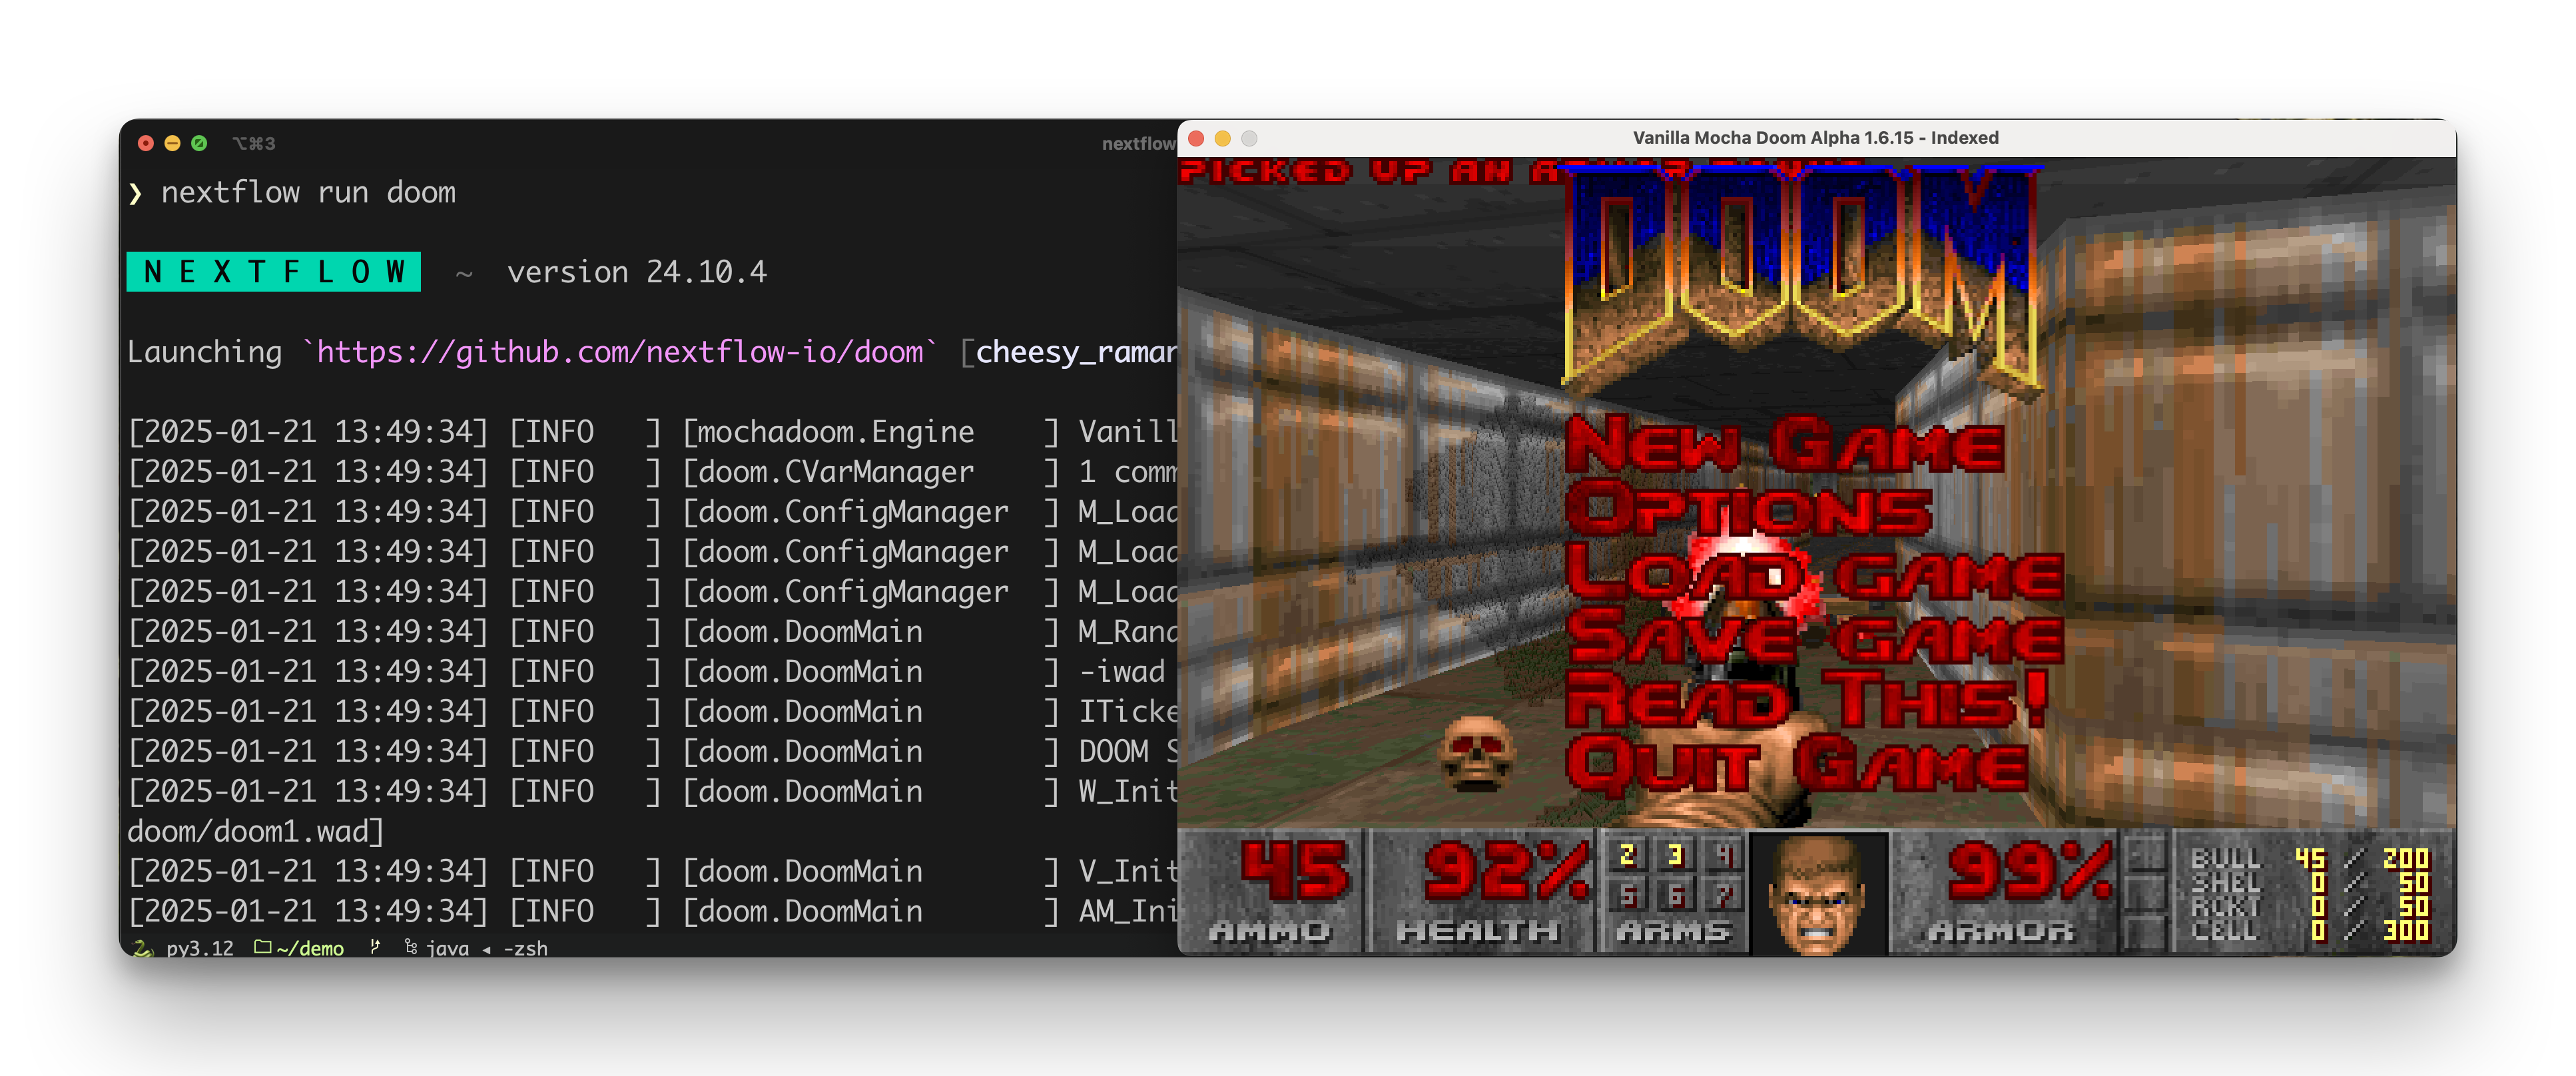 ⌥⌘3
nextflow
❯ nextflow run doom
NEXTFLOW ~ version 24.10.4
Launching `https://github.com/nextflow-io/doom` [cheesy_raman
[2025-01-21 13:49:34] [INFO ] [mochadoom.Engine ] Vanill
[2025-01-21 13:49:34] [INFO ] [doom.CVarManager ] 1 comm
[2025-01-21 13:49:34] [INFO ] [doom.ConfigManager ] M_Load
[2025-01-21 13:49:34] [INFO ] [doom.ConfigManager ] M_Load
[2025-01-21 13:49:34] [INFO ] [doom.ConfigManager ] M_Load
[2025-01-21 13:49:34] [INFO ] [doom.DoomMain ] M_Rand
[2025-01-21 13:49:34] [INFO ] [doom.DoomMain ] -iwad
[2025-01-21 13:49:34] [INFO ] [doom.DoomMain ] ITicke
[2025-01-21 13:49:34] [INFO ] [doom.DoomMain ] DOOM S
[2025-01-21 13:49:34] [INFO ] [doom.DoomMain ] W_Init
doom/doom1.wad]
[2025-01-21 13:49:34] [INFO ] [doom.DoomMain ] V_Init
[2025-01-21 13:49:34] [INFO ] [doom.DoomMain ] AM_Ini
py3.12 ~/demo java ◂ -zsh
Vanilla Mocha Doom Alpha 1.6.15 - Indexed
PICKED UP AN
DOOM
NEW GAME
OPTIONS
LOAD GAME
SAVE GAME
READ THIS!
QUIT GAME
45 92% 2 3 4 99%
5 6 7
AMMO HEALTH ARMS ARMOR
BULL 45 / 200
SHEL 0 / 50
RCKT 0 / 50
CELL 0 / 300